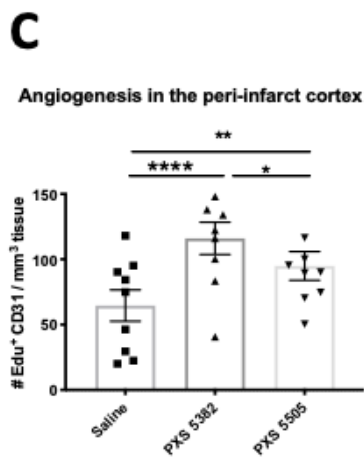 C
Angiogenesis in the peri-infarct cortex
**
****
*
150
100
50
0
# Edu⁺ CD31 / mm³ tissue
Saline
PXS 5382
PXS 5505